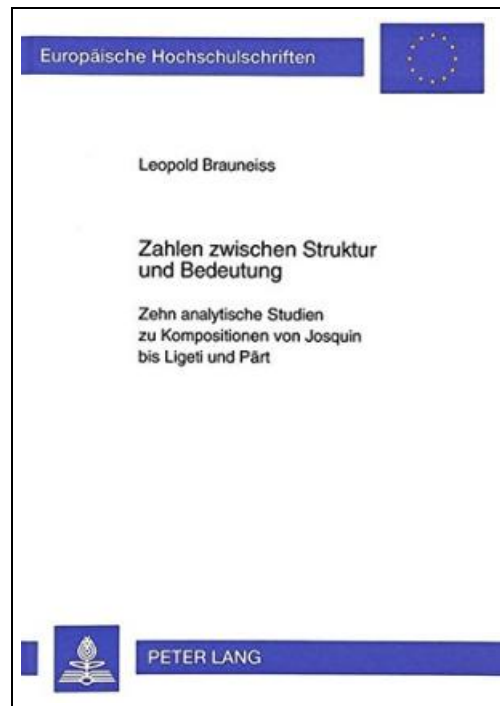 Europäische Hochschulschriften
Leopold Brauneiss
Zahlen zwischen Struktur
und Bedeutung
Zehn analytische Studien
zu Kompositionen von Josquin
bis Ligeti und Pärt
PETER LANG